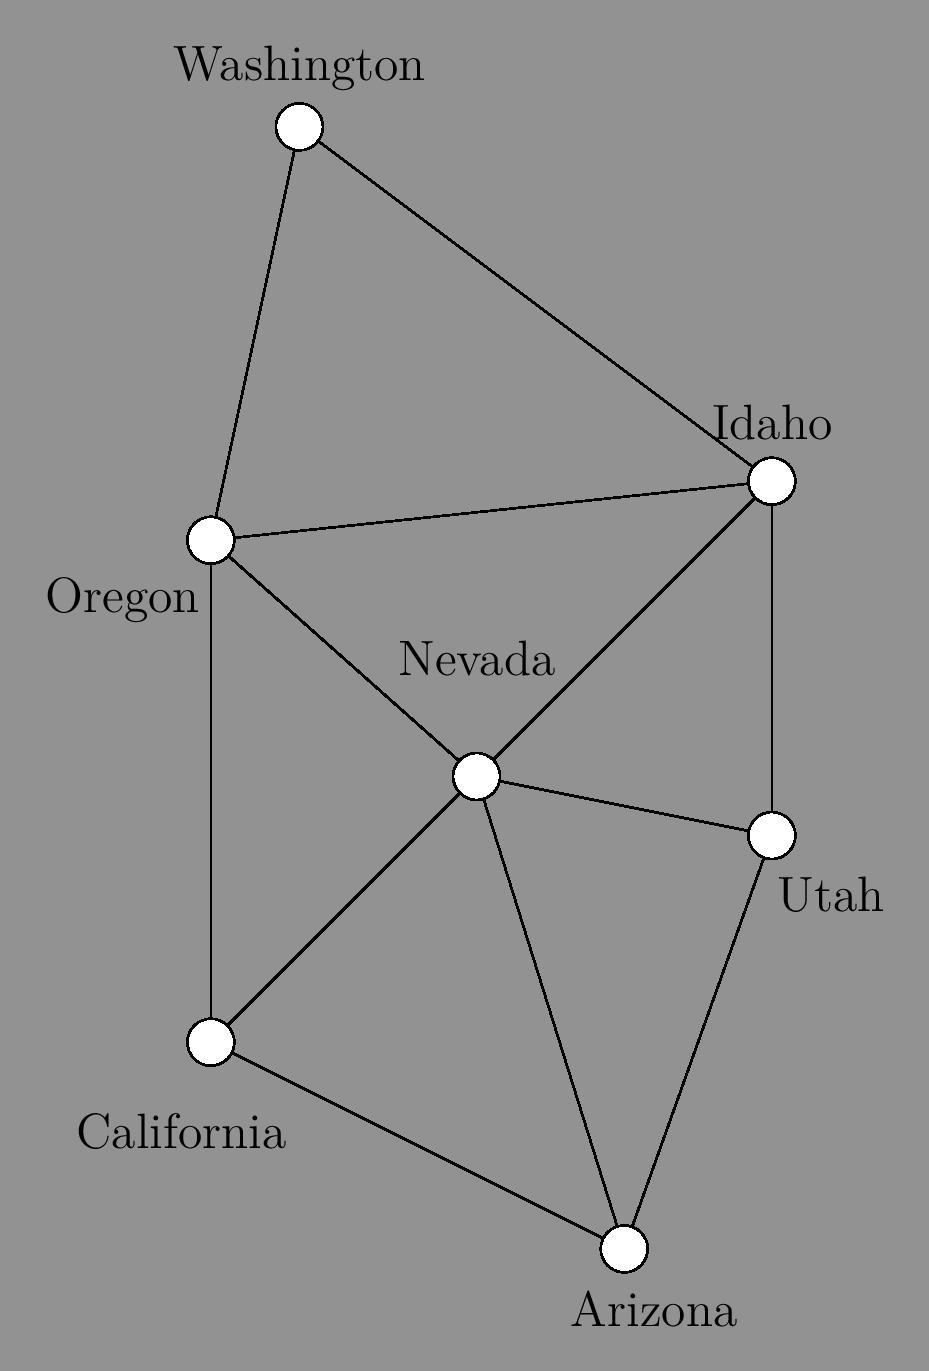 Washington
Idaho
Oregon
Nevada
Utah
California
Arizona